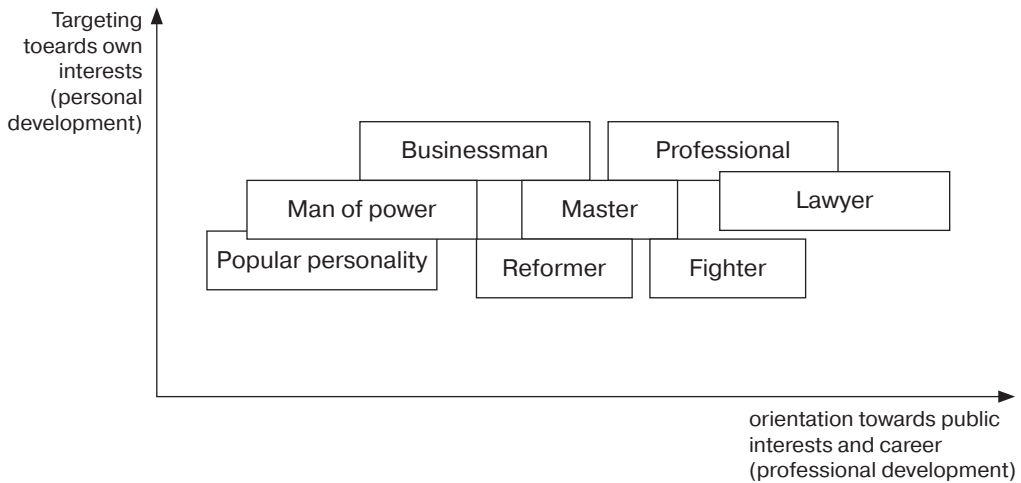 Targeting
toeards own
interests
(personal
development)
Businessman
Professional
Man of power
Master
Lawyer
Popular personality
Reformer
Fighter
orientation towards public
interests and career
(professional development)